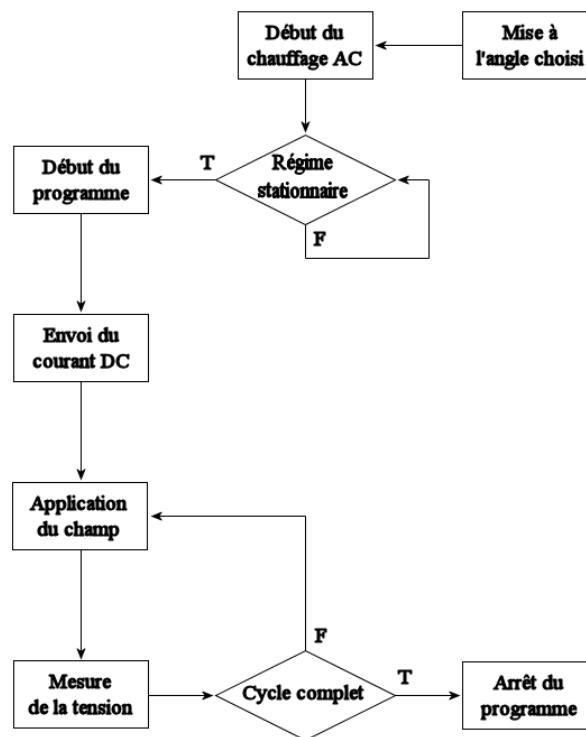 Début du
chauffage AC
Mise à
l'angle choisi
Régime
stationnaire
T
F
Début du
programme
Envoi du
courant DC
Application
du champ
Mesure
de la tension
Cycle complet
F
T
Arrêt du
programme